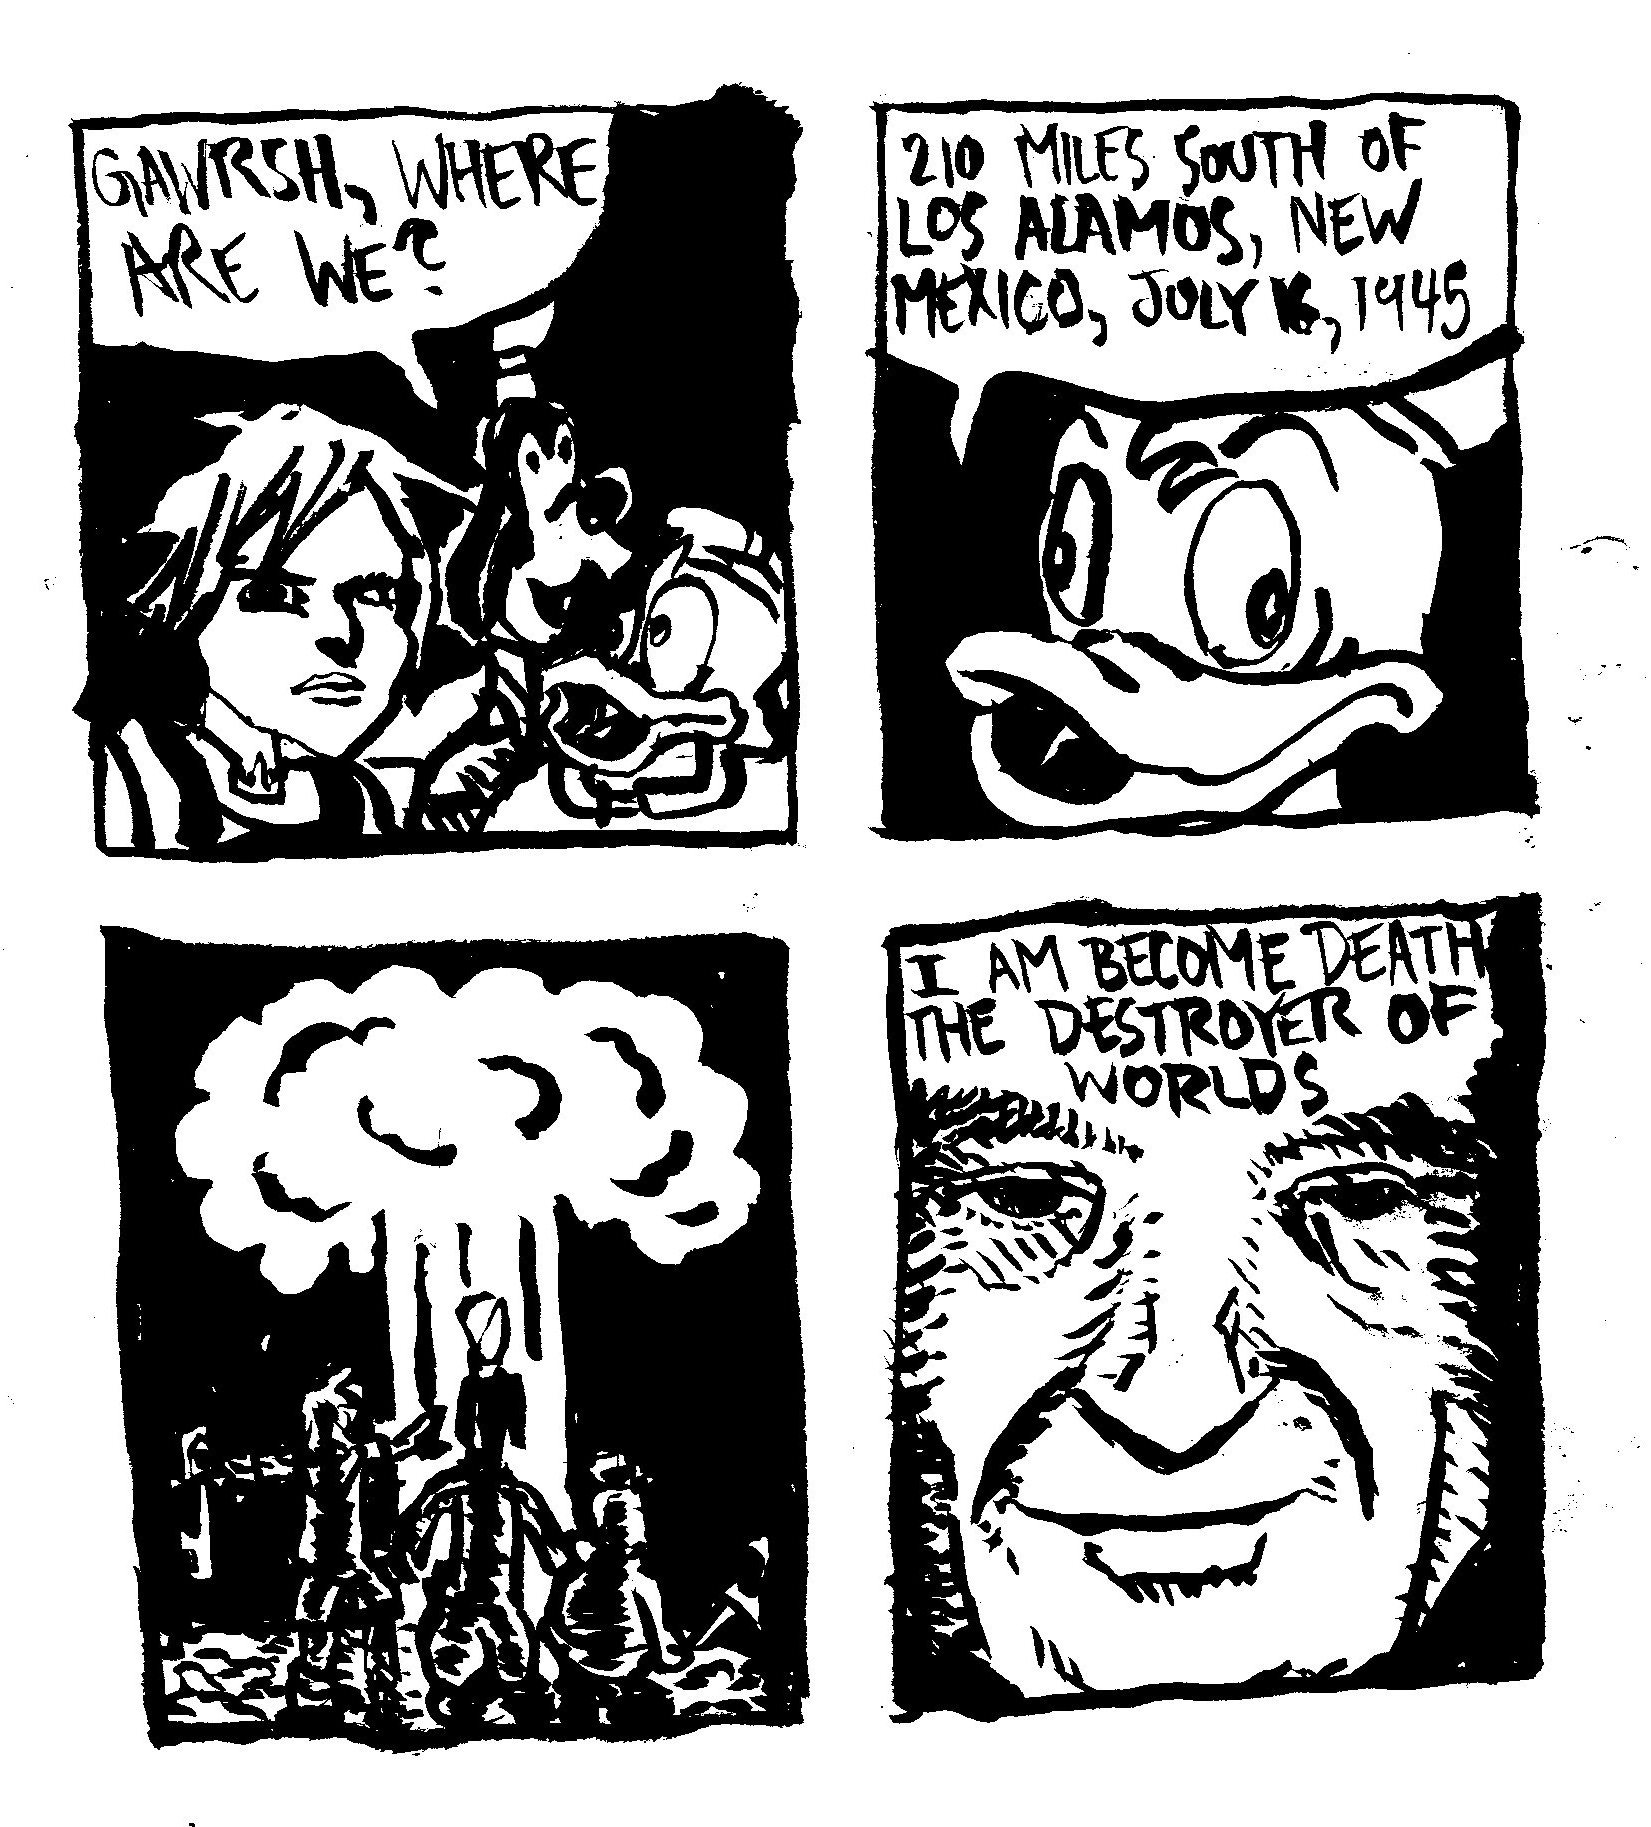 GAWRSH, WHERE
ARE WE?
210 MILES SOUTH OF
LOS ALAMOS, NEW
MEXICO, JULY 16, 1945
I AM BECOME DEATH
THE DESTROYER OF
WORLDS